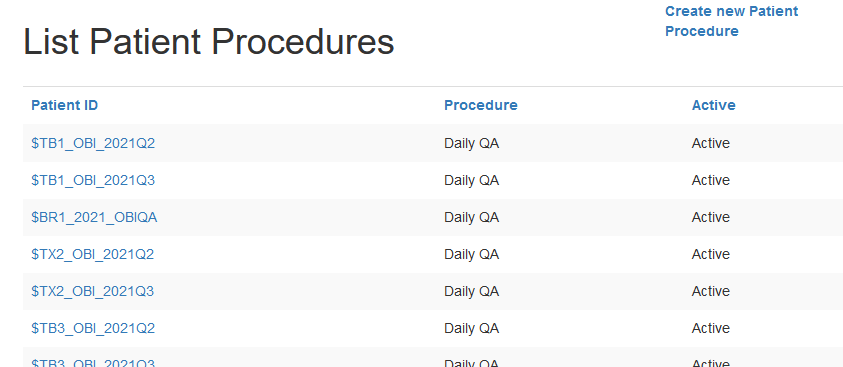 Create new Patient
Procedure
List Patient Procedures
Patient ID Procedure Active
$TB1_OBI_2021Q2 Daily QA Active
$TB1_OBI_2021Q3 Daily QA Active
$BR1_2021_OBIQA Daily QA Active
$TX2_OBI_2021Q2 Daily QA Active
$TX2_OBI_2021Q3 Daily QA Active
$TB3_OBI_2021Q2 Daily QA Active
$TB3_OBI_2021Q3 Daily QA Active